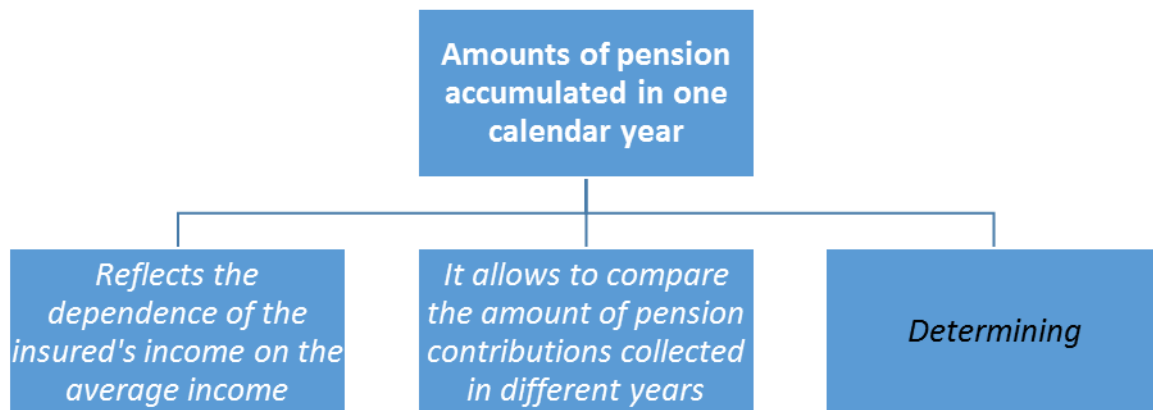 Amounts of pension
accumulated in one
calendar year
Reflects the
dependence of the
insured's income on the
average income
It allows to compare
the amount of pension
contributions collected
in different years
Determining